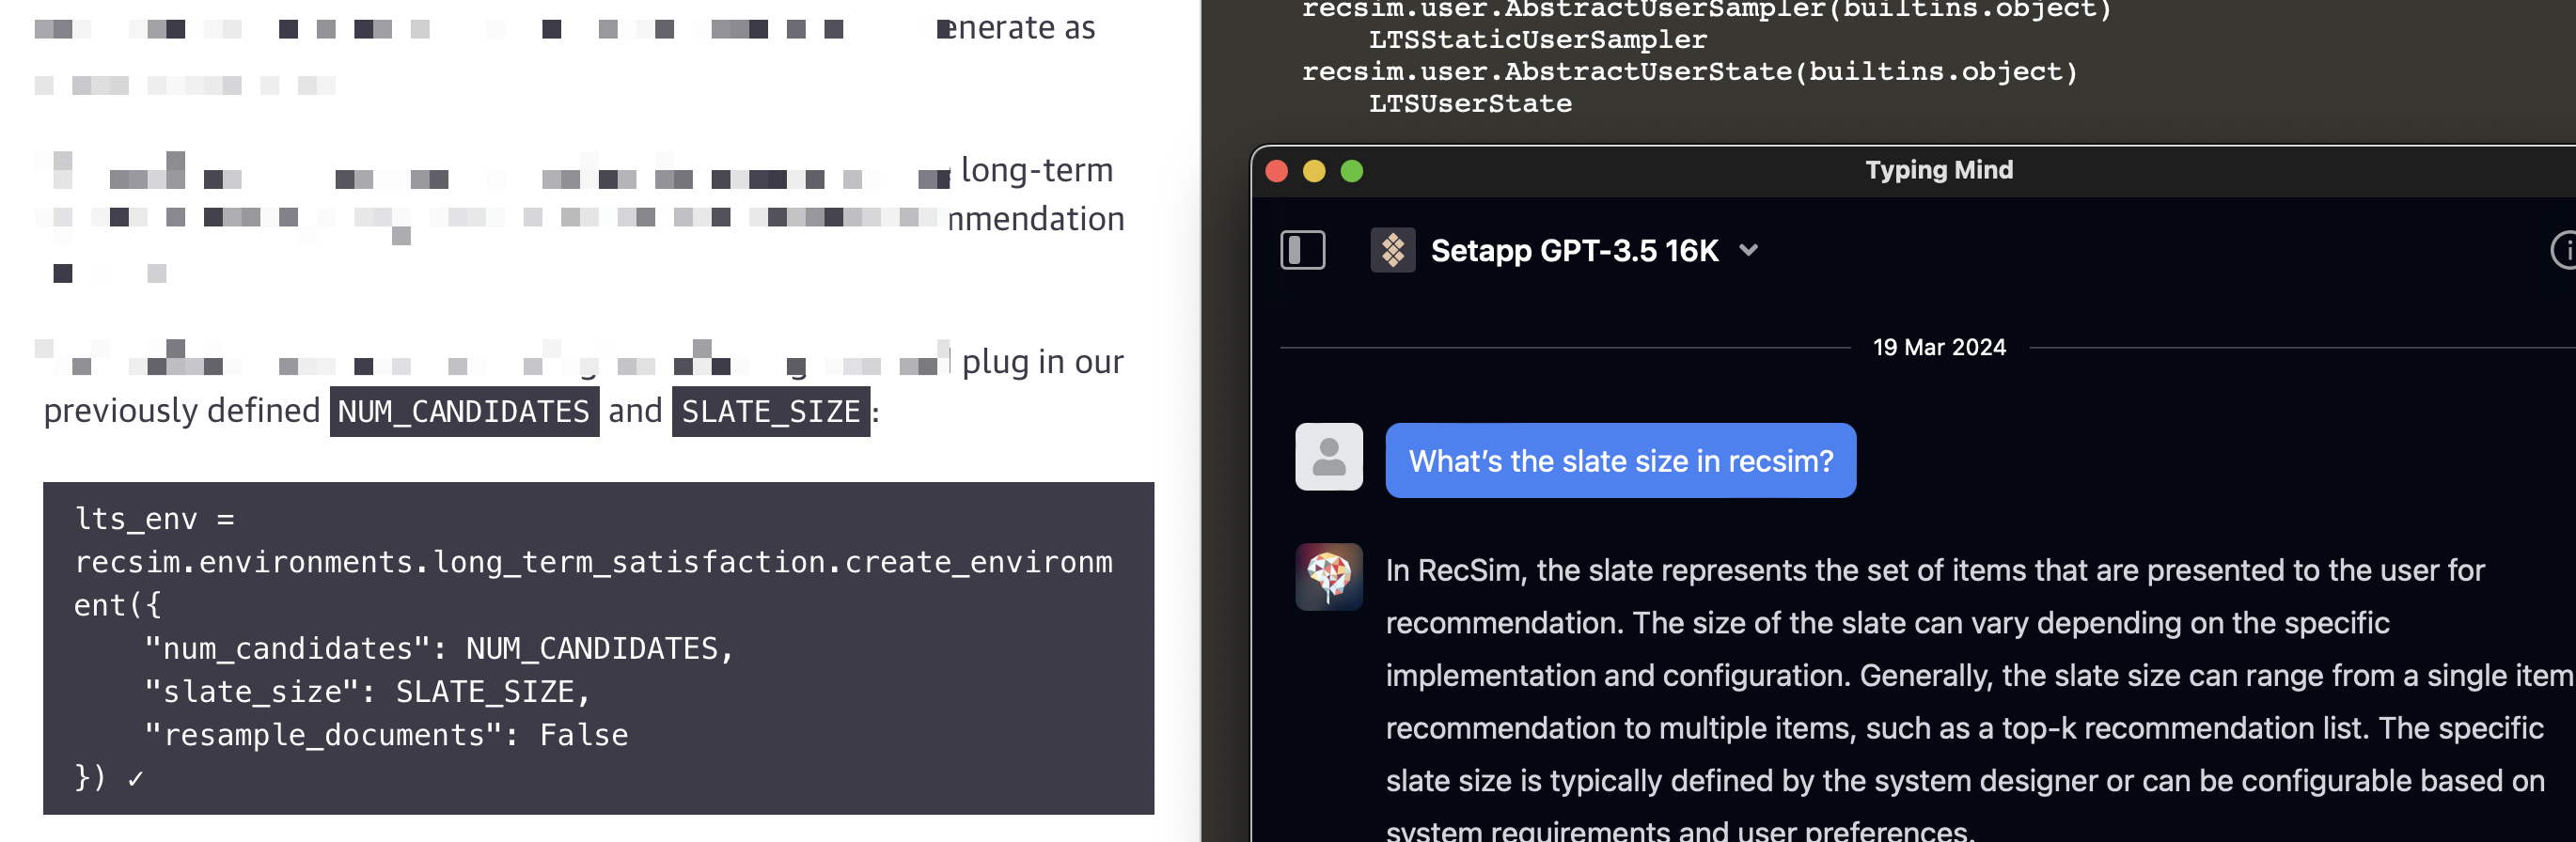 enerate as
long-term
mmendation
plug in our
previously defined NUM_CANDIDATES and SLATE_SIZE:
lts_env =
recsim.environments.long_term_satisfaction.create_environm
ent({
    "num_candidates": NUM_CANDIDATES,
    "slate_size": SLATE_SIZE,
    "resample_documents": False
}) ✓
recsim.user.AbstractUserSampler(builtins.object)
    LTSStaticUserSampler
recsim.user.AbstractUserState(builtins.object)
    LTSUserState
Typing Mind
Setapp GPT-3.5 16K
19 Mar 2024
What's the slate size in recsim?
In RecSim, the slate represents the set of items that are presented to the user for
recommendation. The size of the slate can vary depending on the specific
implementation and configuration. Generally, the slate size can range from a single item
recommendation to multiple items, such as a top-k recommendation list. The specific
slate size is typically defined by the system designer or can be configurable based on
system requirements and user preferences.